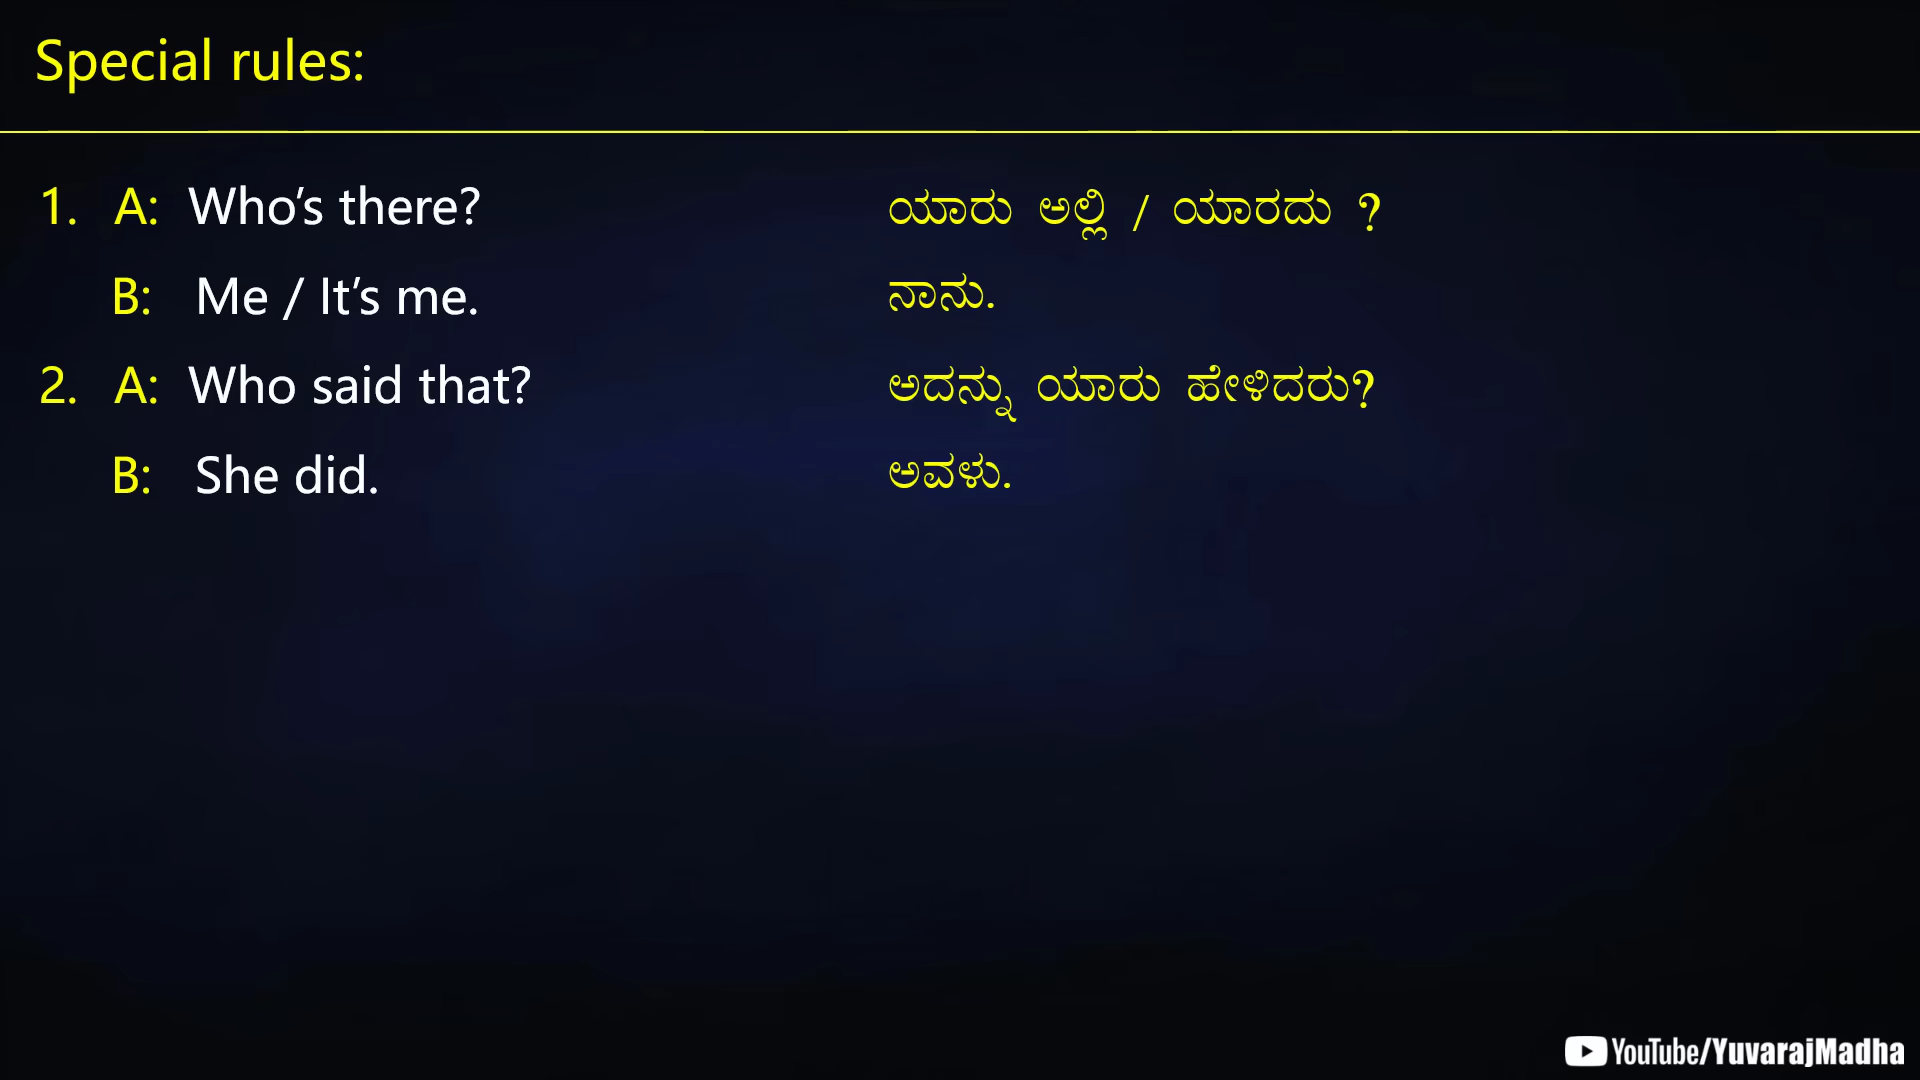 Special rules:
1. A: Who’s there? ಯಾರು ಅಲ್ಲಿ / ಯಾರದು ?
B: Me / It’s me. ನಾನು.
2. A: Who said that? ಅದನ್ನು ಯಾರು ಹೇಳಿದರು?
B: She did. ಅವಳು.
YouTube/YuvarajMadha